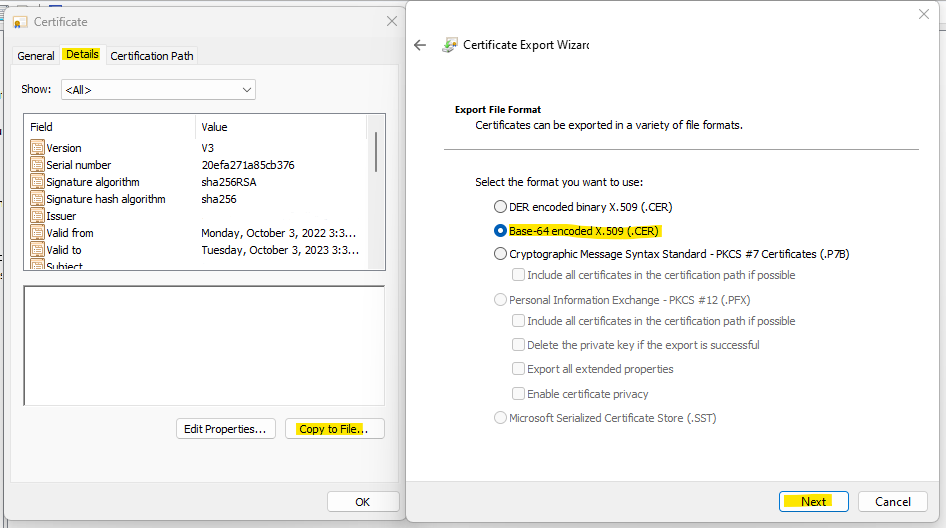 Certificate
General Details Certification Path
Show: <All>
Field Value
Version V3
Serial number 20efa271a85cb376
Signature algorithm sha256RSA
Signature hash algorithm sha256
Issuer
Valid from Monday, October 3, 2022 3:3...
Valid to Tuesday, October 3, 2023 3:3...
Subject
Edit Properties... Copy to File...
OK
Certificate Export Wizard
Export File Format
Certificates can be exported in a variety of file formats.
Select the format you want to use:
DER encoded binary X.509 (.CER)
Base-64 encoded X.509 (.CER)
Cryptographic Message Syntax Standard - PKCS #7 Certificates (.P7B)
Include all certificates in the certification path if possible
Personal Information Exchange - PKCS #12 (.PFX)
Include all certificates in the certification path if possible
Delete the private key if the export is successful
Export all extended properties
Enable certificate privacy
Microsoft Serialized Certificate Store (.SST)
Next Cancel